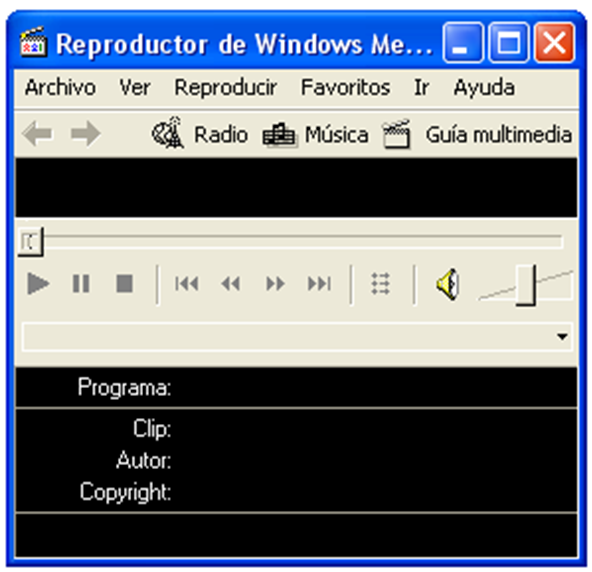 Reproductor de Windows Me...
Archivo Ver Reproducir Favoritos Ir Ayuda
Radio Música Guía multimedia
Programa:
Clip:
Autor:
Copyright: